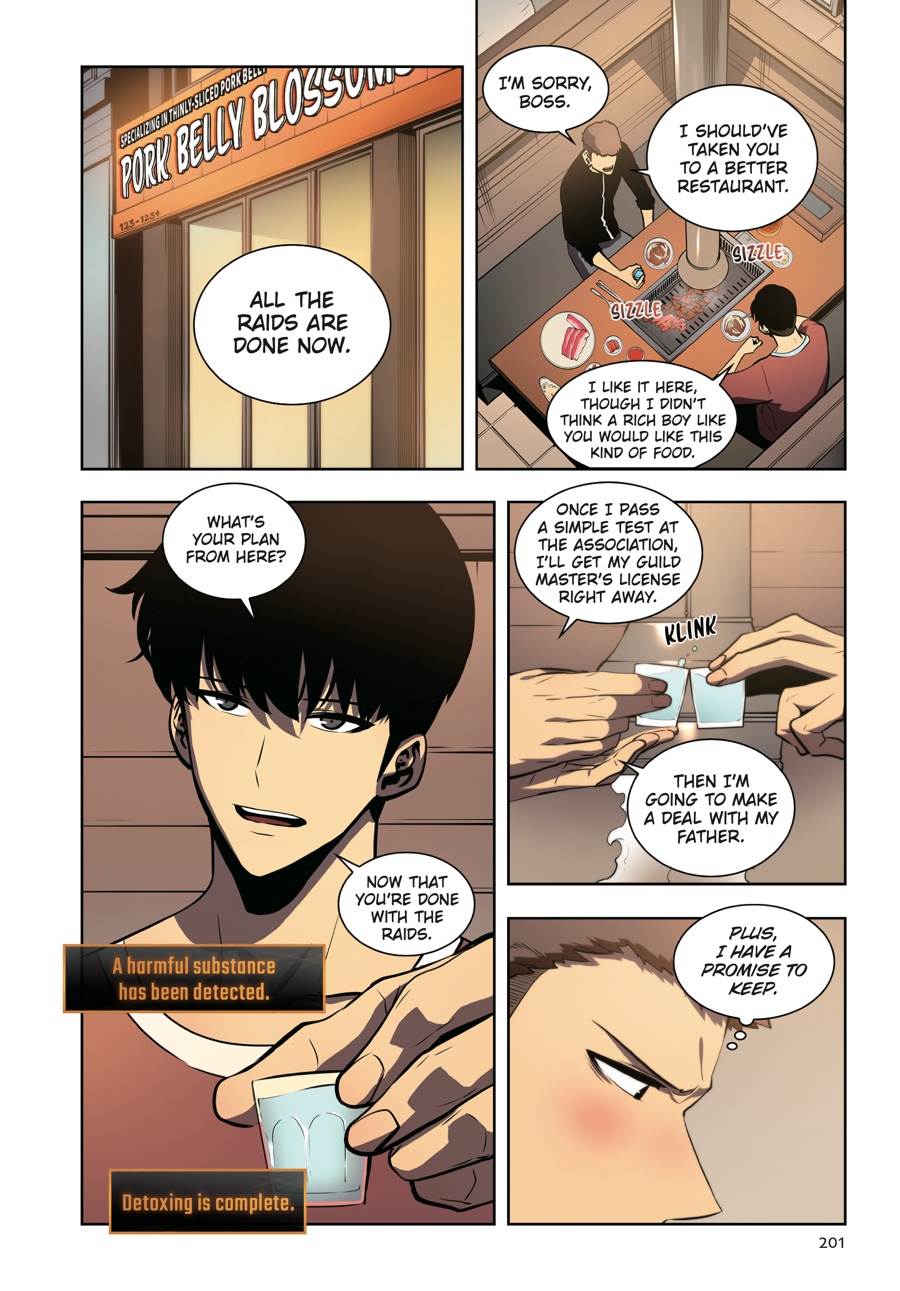 SPECIALIZING IN THINLY-SLICED PORK BELLY
PORK BELLY BLOSSOMS
123-1234
ALL THE
RAIDS ARE
DONE NOW.
I'M SORRY,
BOSS.
I SHOULD'VE
TAKEN YOU
TO A BETTER
RESTAURANT.
SIZZLE
SIZZLE
I LIKE IT HERE,
THOUGH I DIDN'T
THINK A RICH BOY LIKE
YOU WOULD LIKE THIS
KIND OF FOOD.
WHAT'S
YOUR PLAN
FROM HERE?
NOW THAT
YOU'RE DONE
WITH THE
RAIDS.
A harmful substance
has been detected.
Detoxing is complete.
ONCE I PASS
A SIMPLE TEST AT
THE ASSOCIATION,
I'LL GET MY GUILD
MASTER'S LICENSE
RIGHT AWAY.
KLINK
THEN I'M
GOING TO MAKE
A DEAL WITH MY
FATHER.
PLUS,
I HAVE A
PROMISE TO
KEEP.
201